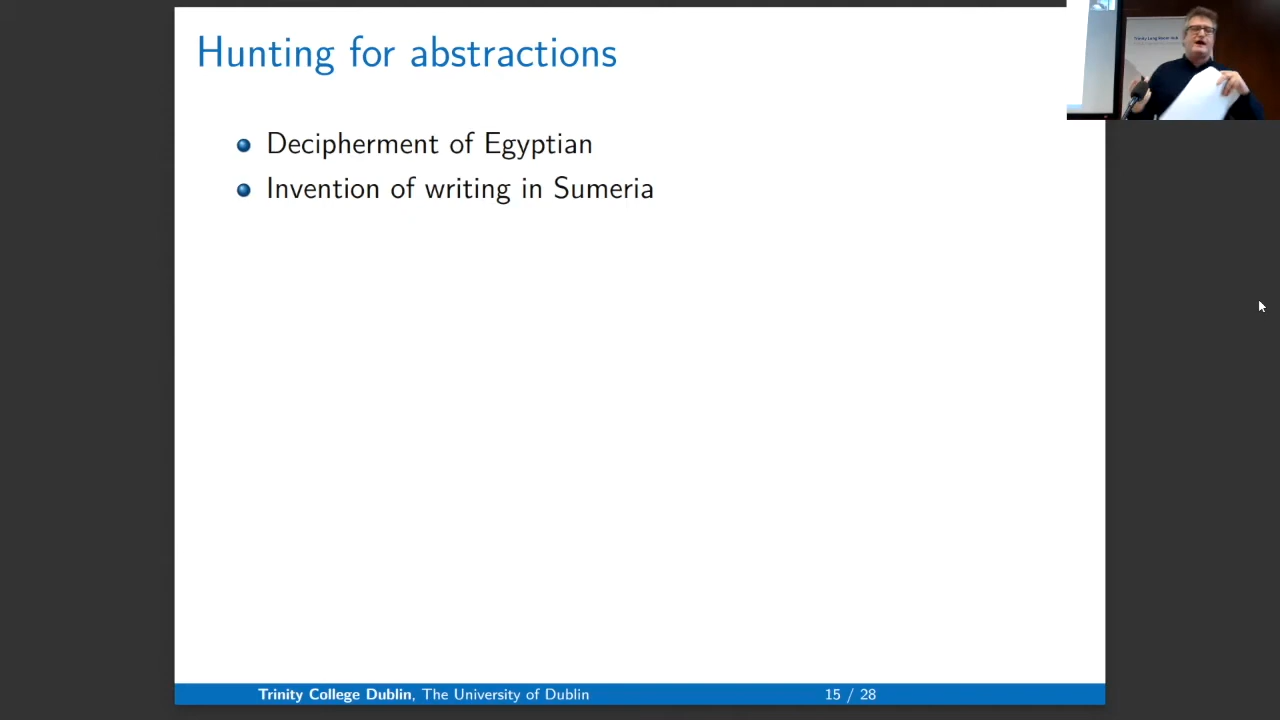 Hunting for abstractions
Decipherment of Egyptian
Invention of writing in Sumeria
Trinity College Dublin, The University of Dublin
15 / 28